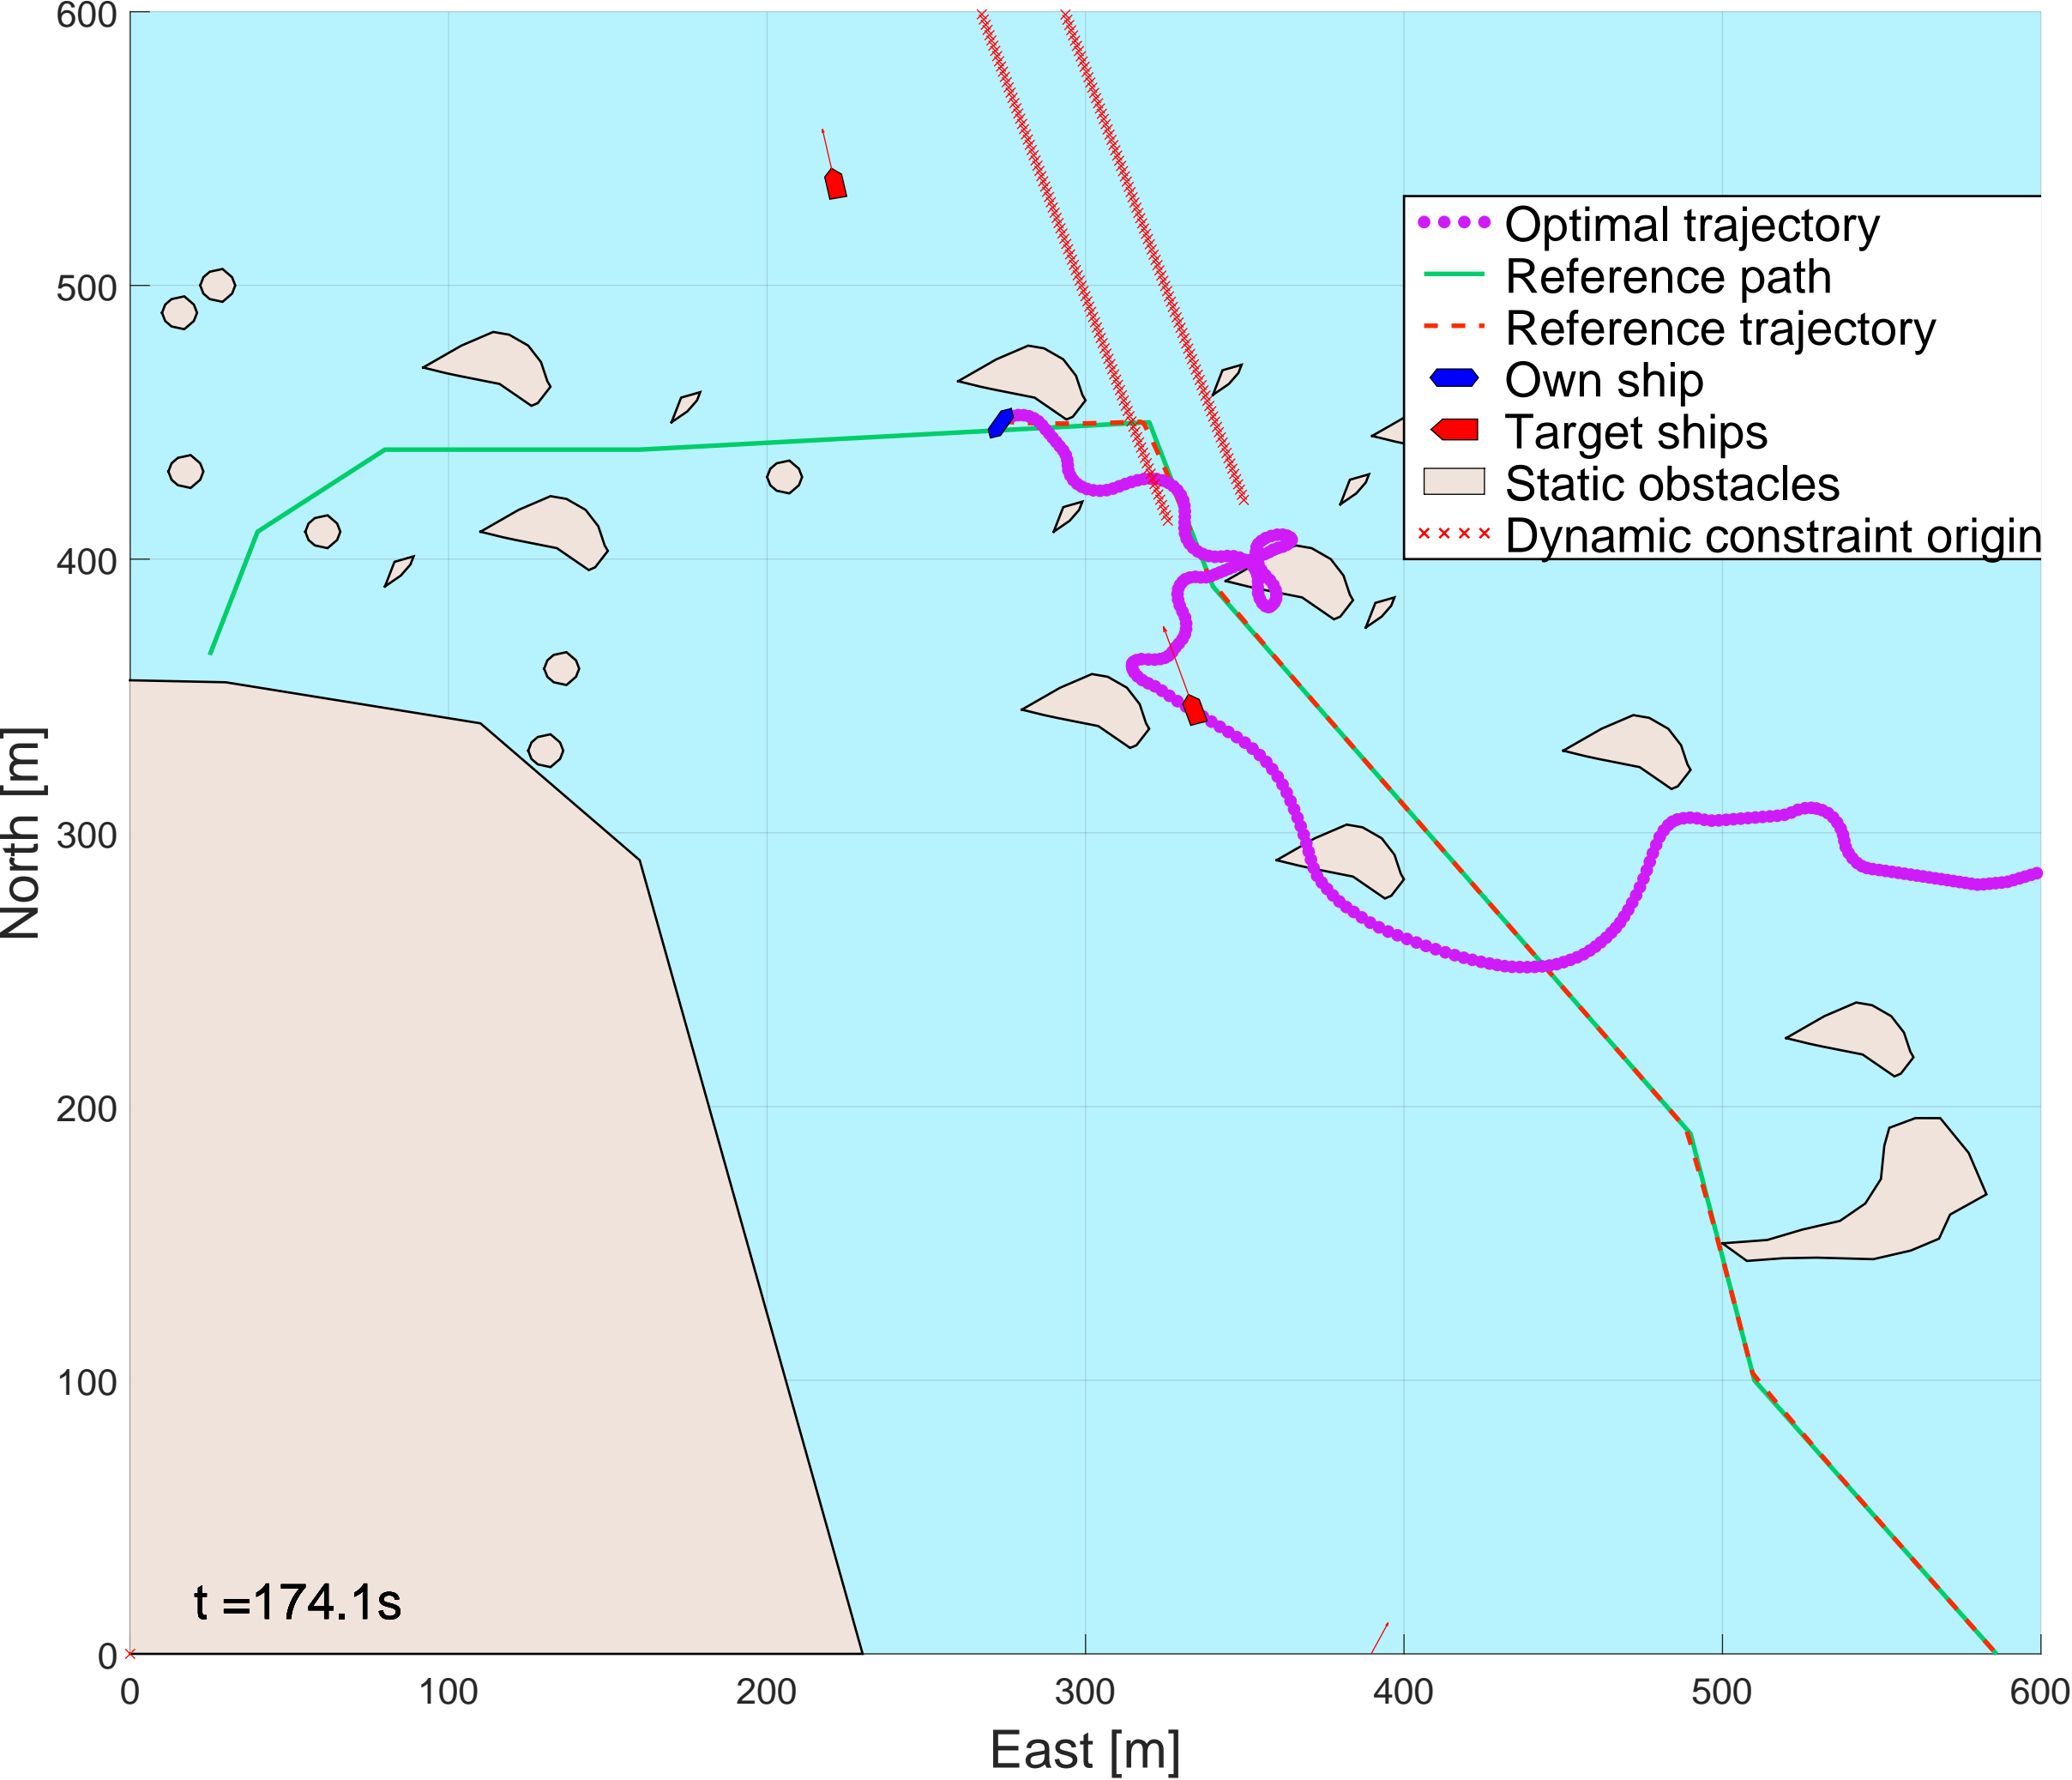 600
500
400
300
200
100
0
North [m]
Optimal trajectory
Reference path
Reference trajectory
Own ship
Target ships
Static obstacles
Dynamic constraint origin
t =174.1s
0 100 200 300 400 500 600
East [m]